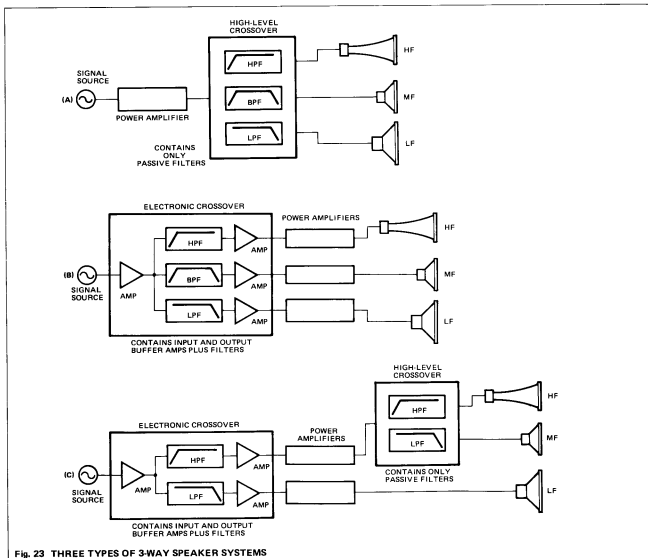 HIGH-LEVEL
CROSSOVER
HPF
HF
SIGNAL
SOURCE
(A)
POWER AMPLIFIER
BPF
MF
CONTAINS
ONLY
PASSIVE FILTERS
LPF
LF
ELECTRONIC CROSSOVER
POWER AMPLIFIERS
HPF
AMP
HF
(B)
SIGNAL
SOURCE
AMP
BPF
AMP
MF
LPF
AMP
LF
CONTAINS INPUT AND OUTPUT
BUFFER AMPS PLUS FILTERS
HIGH-LEVEL
CROSSOVER
HPF
HF
LPF
MF
CONTAINS ONLY
PASSIVE FILTERS
ELECTRONIC CROSSOVER
POWER
AMPLIFIERS
HPF
AMP
(C)
SIGNAL
SOURCE
AMP
LPF
AMP
LF
CONTAINS INPUT AND OUTPUT
BUFFER AMPS PLUS FILTERS
Fig. 23 THREE TYPES OF 3-WAY SPEAKER SYSTEMS